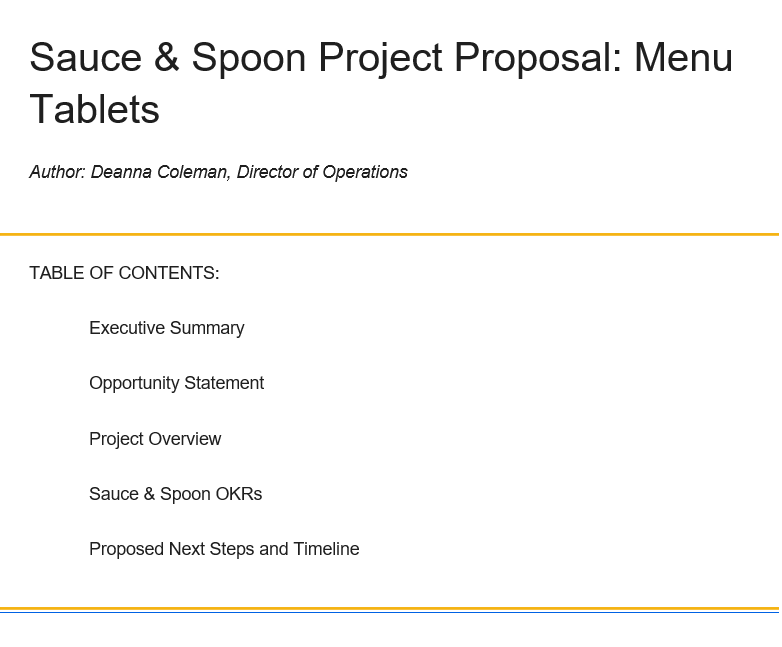 Sauce & Spoon Project Proposal: Menu
Tablets
Author: Deanna Coleman, Director of Operations
TABLE OF CONTENTS:
Executive Summary
Opportunity Statement
Project Overview
Sauce & Spoon OKRs
Proposed Next Steps and Timeline